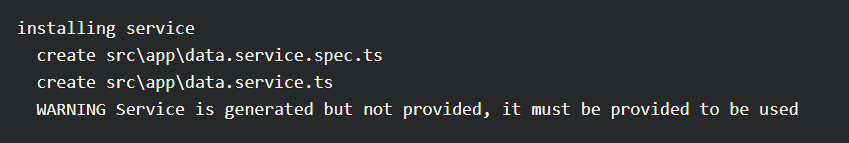 installing service
create src\app\data.service.spec.ts
create src\app\data.service.ts
WARNING Service is generated but not provided, it must be provided to be used